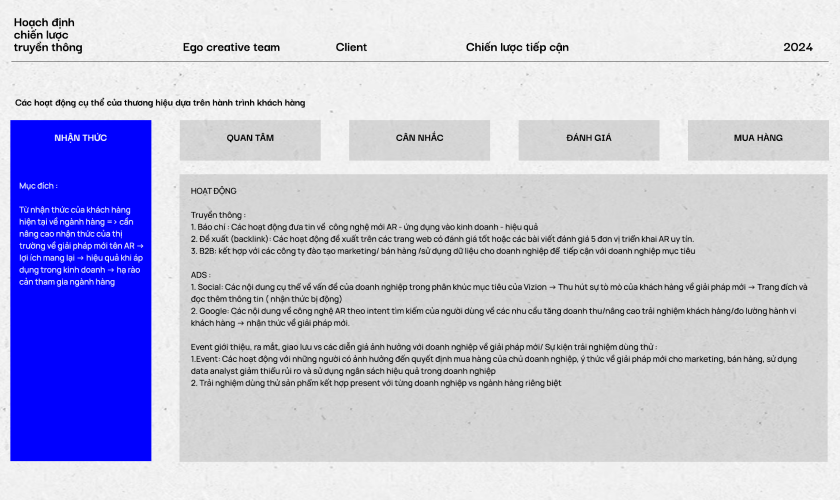 Hoạch định
chiến lược
truyền thông
Ego creative team
Client
Chiến lược tiếp cận
2024
Các hoạt động cụ thể của thương hiệu dựa trên hành trình khách hàng
NHẬN THỨC
QUAN TÂM
CÂN NHẮC
ĐÁNH GIÁ
MUA HÀNG
Mục đích :
Từ nhận thức của khách hàng
hiện tại về ngành hàng => cần
nâng cao nhận thức của thị
trường về giải pháp mới tên AR →
lợi ích mang lại → hiệu quả khi áp
dụng trong kinh doanh → hạ rào
cản tham gia ngành hàng
HOẠT ĐỘNG
Truyền thông :
1. Báo chí : Các hoạt động đưa tin về công nghệ mới AR - ứng dụng vào kinh doanh - hiệu quả
2. Đề xuất (backlink): Các hoạt động đề xuất trên các trang web có đánh giá tốt hoặc các bài viết đánh giá 5 đơn vị triển khai AR uy tín.
3. B2B: kết hợp với các công ty đào tạo marketing/ bán hàng /sử dụng dữ liệu cho doanh nghiệp để tiếp cận với doanh nghiệp mục tiêu
ADS :
1. Social: Các nội dung cụ thể về vấn đề của doanh nghiệp trong phân khúc mục tiêu của Vizion → Thu hút sự tò mò của khách hàng về giải pháp mới → Trang đích và
đọc thêm thông tin ( nhận thức bị động)
2. Google: Các nội dung về công nghệ AR theo intent tìm kiếm của người dùng về các nhu cầu tăng doanh thu/nâng cao trải nghiệm khách hàng/đo lường hành vi
khách hàng → nhận thức về giải pháp mới.
Event giới thiệu, ra mắt, giao lưu vs các diễn giả ảnh hưởng với doanh nghiệp về giải pháp mới/ Sự kiện trải nghiệm dùng thử :
1.Event: Các hoạt động với những người có ảnh hưởng đến quyết định mua hàng của chủ doanh nghiệp, ý thức về giải pháp mới cho marketing, bán hàng, sử dụng
data analyst giảm thiểu rủi ro và sử dụng ngân sách hiệu quả trong doanh nghiệp
2. Trải nghiệm dùng thử sản phẩm kết hợp present với từng doanh nghiệp vs ngành hàng riêng biệt